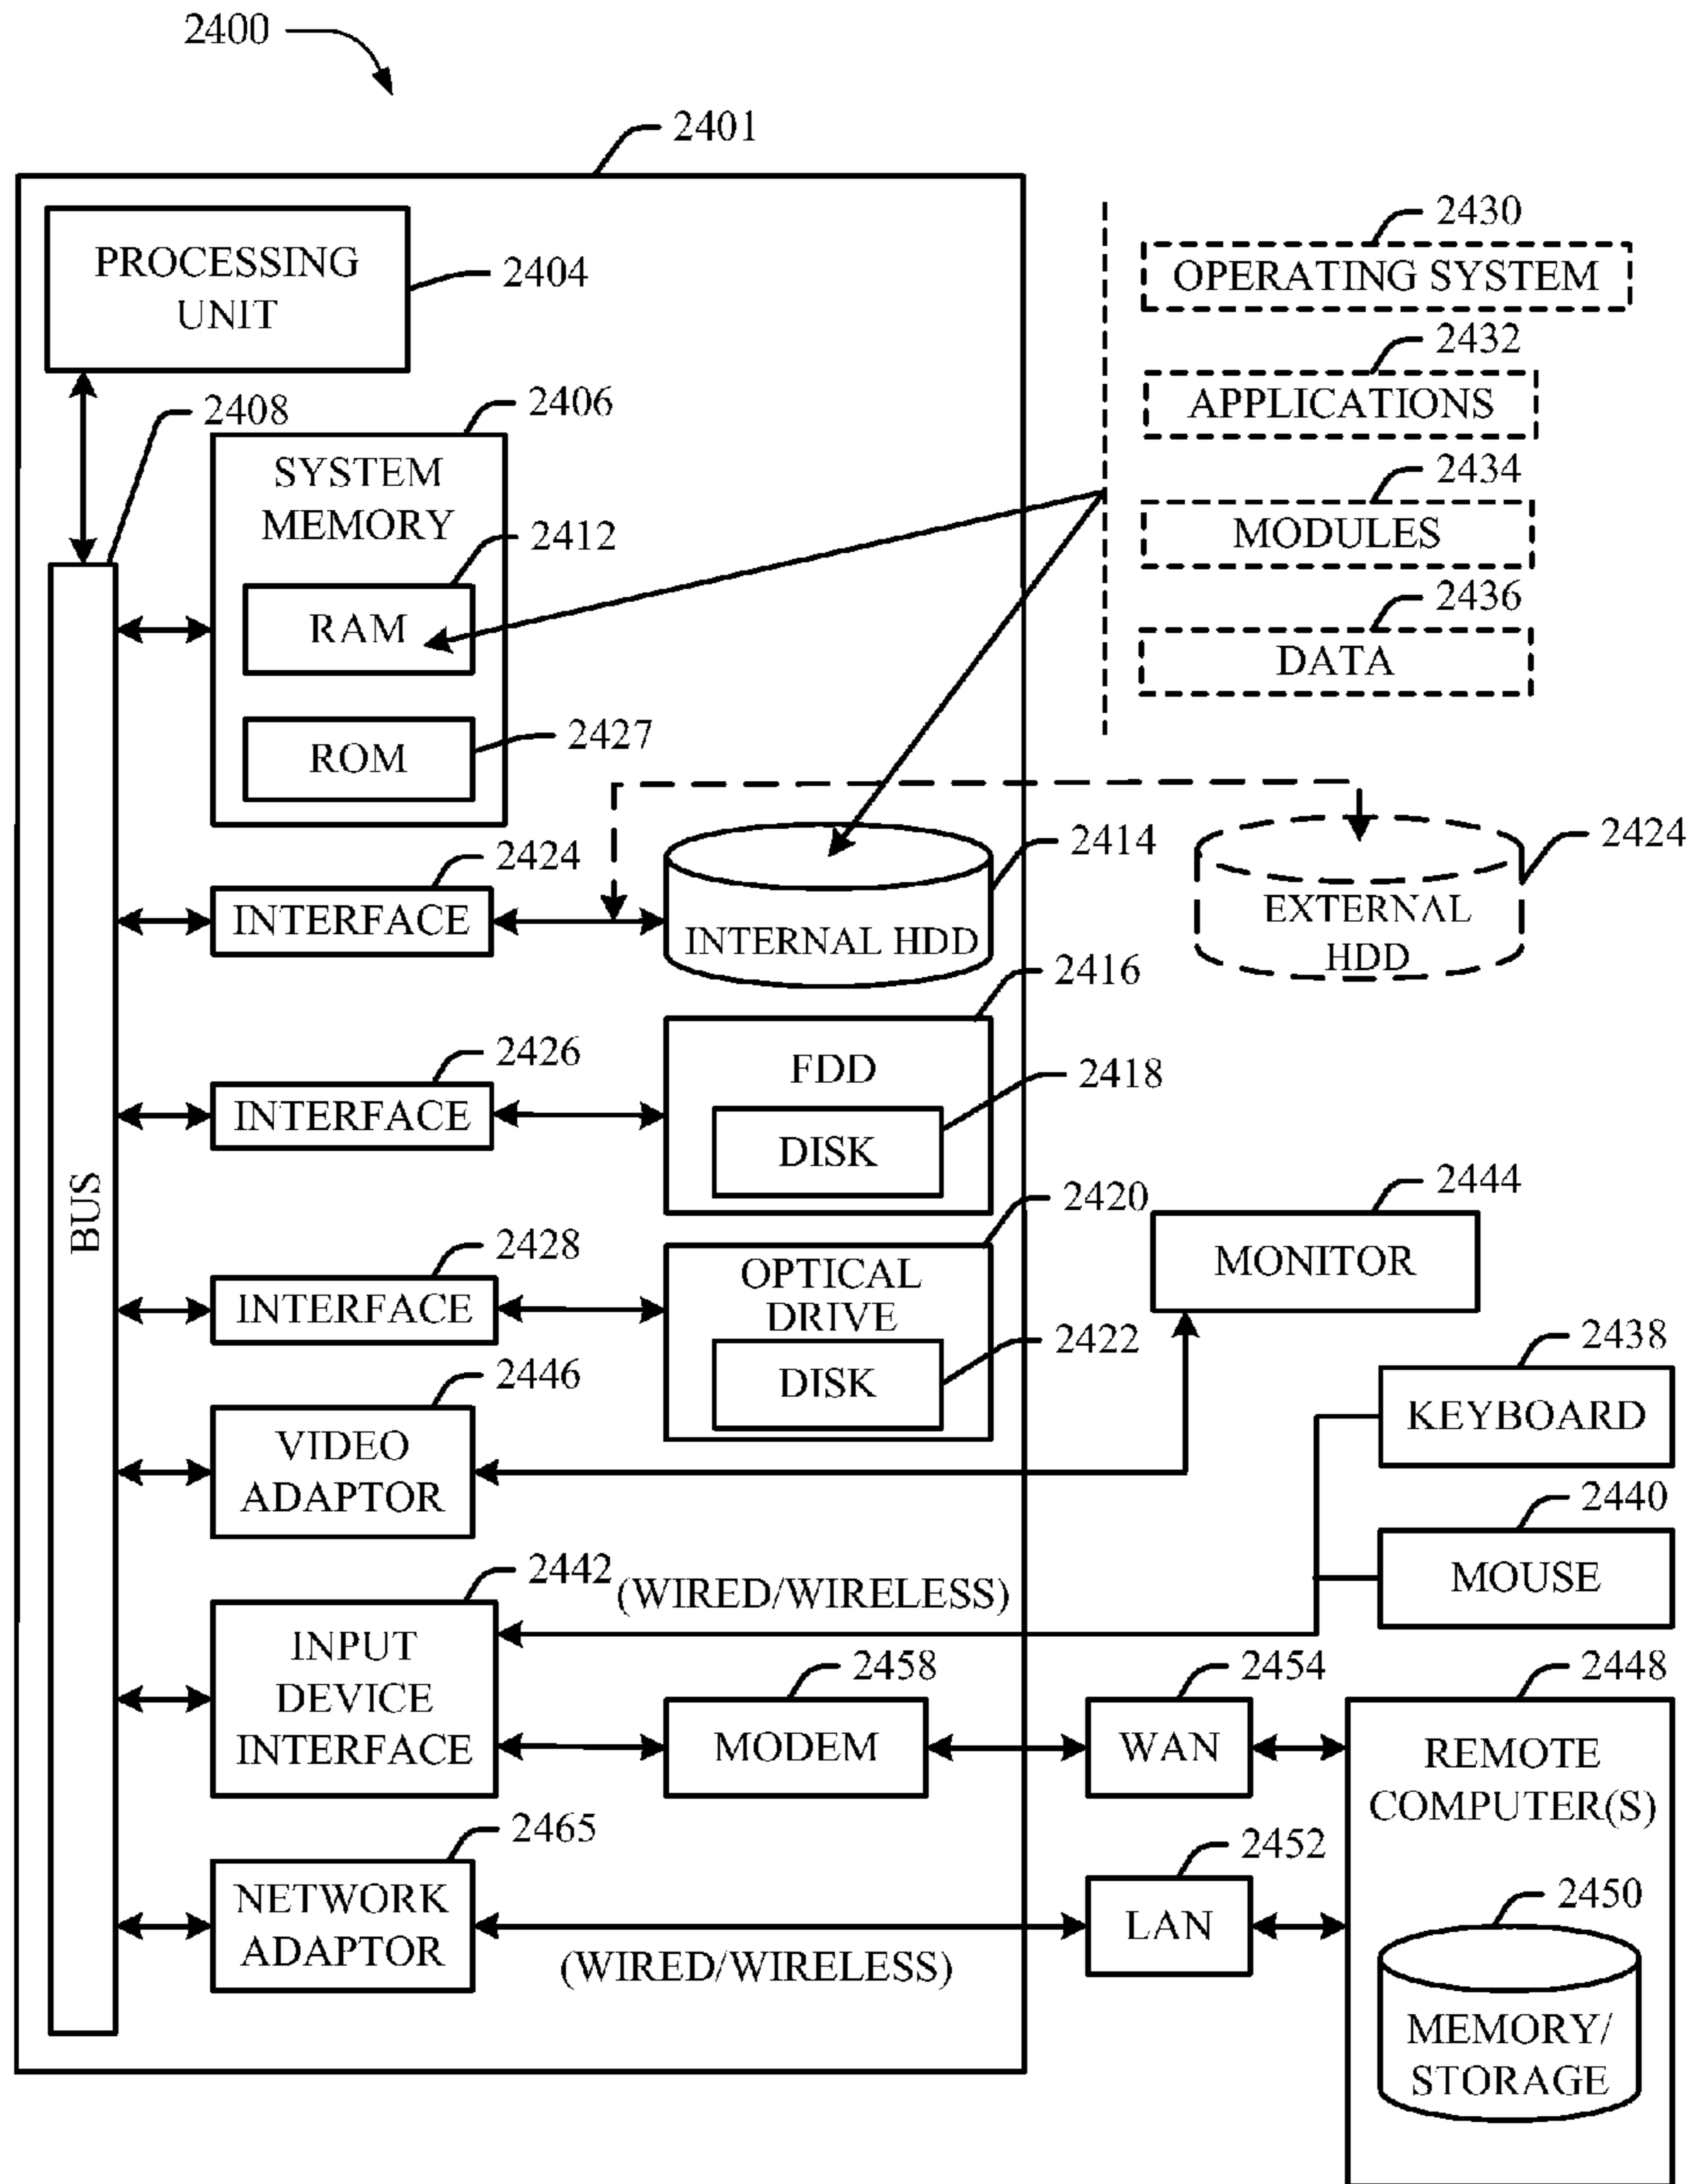 2400
2401
PROCESSING
UNIT
2404
2430
OPERATING SYSTEM
2432
APPLICATIONS
2434
MODULES
2436
DATA
2408
2406
SYSTEM
MEMORY
2412
RAM
2427
ROM
BUS
2424
INTERFACE
2414
INTERNAL HDD
2424
EXTERNAL
HDD
2426
INTERFACE
2416
FDD
2418
DISK
2428
INTERFACE
2420
OPTICAL
DRIVE
2422
DISK
2444
MONITOR
2446
VIDEO
ADAPTOR
2438
KEYBOARD
2440
MOUSE
2442
(WIRED/WIRELESS)
INPUT
DEVICE
INTERFACE
2458
MODEM
2454
WAN
2448
REMOTE
COMPUTER(S)
2465
NETWORK
ADAPTOR
(WIRED/WIRELESS)
2452
LAN
2450
MEMORY/
STORAGE